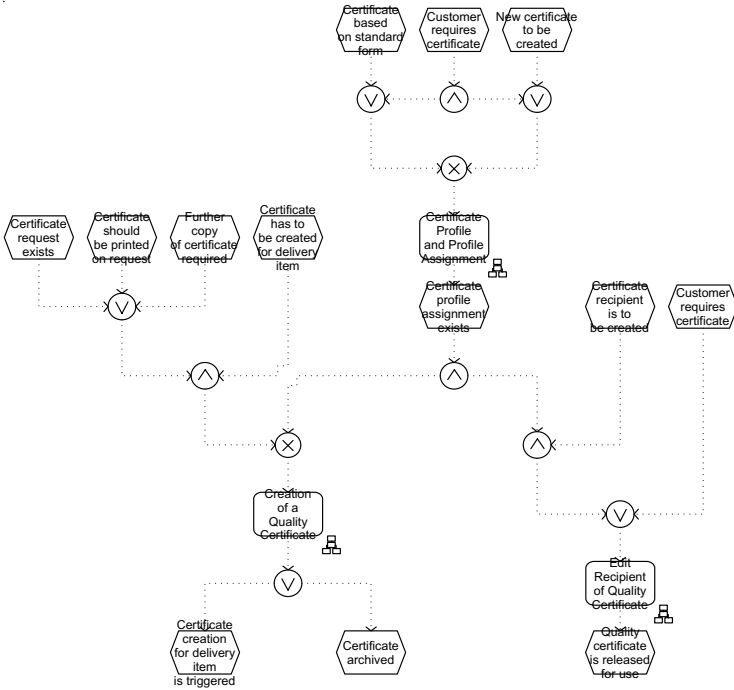 Certificate
based
on standard
form
Customer
requires
certificate
New certificate
to be
created
Certificate
request
exists
Certificate
should
be printed
on request
Further
copy
of certificate
required
Certificate
has to
be created
for delivery
item
Certificate
Profile
and Profile
Assignment
Certificate
profile
assignment
exists
Certificate
recipient
is to
be created
Customer
requires
certificate
Creation
of a
Quality
Certificate
Edit
Recipient
of Quality
Certificate
Certificate
creation
for delivery
item
is triggered
Certificate
archived
Quality
certificate
is released
for use